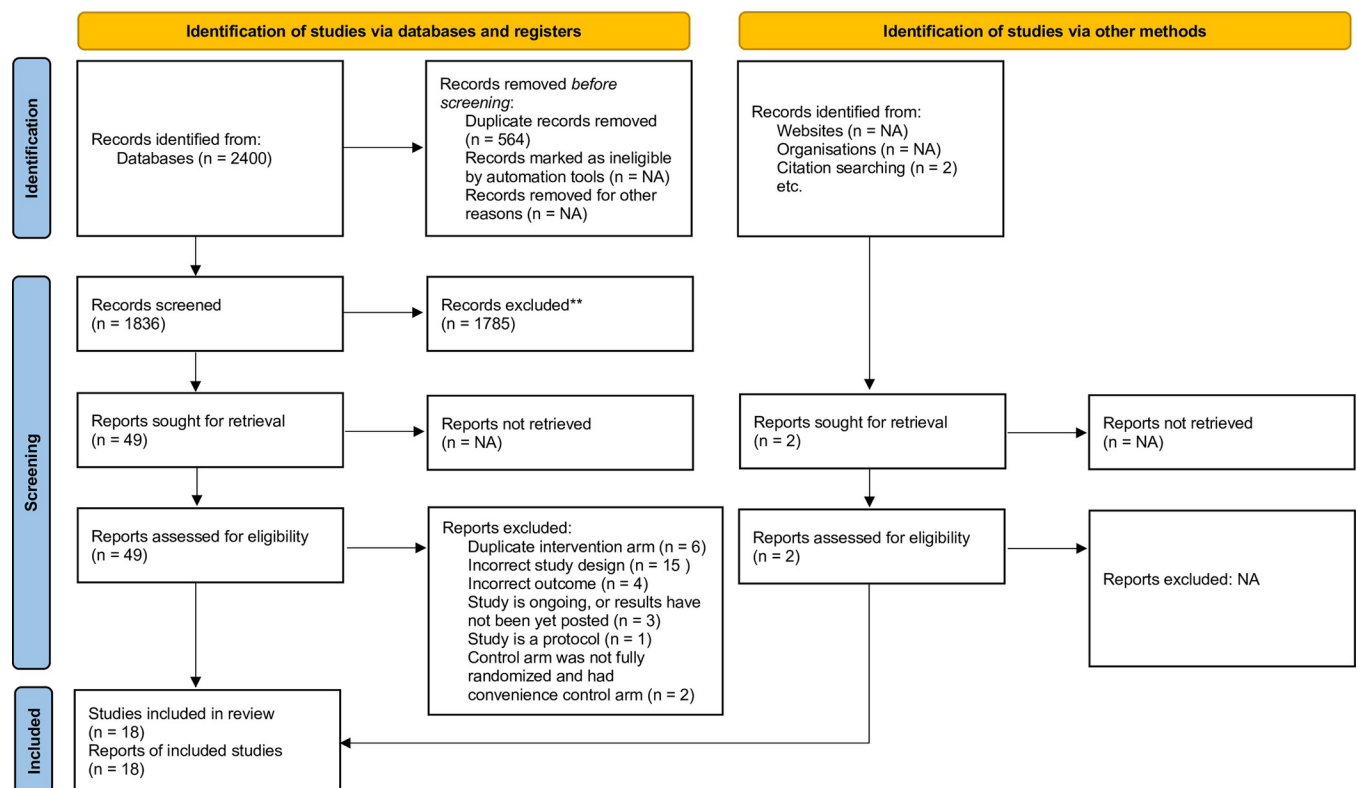 Identification of studies via databases and registers
Identification of studies via other methods
Identification
Records identified from:
Databases (n = 2400)
Records removed before
screening:
Duplicate records removed
(n = 564)
Records marked as ineligible
by automation tools (n = NA)
Records removed for other
reasons (n = NA)
Records identified from:
Websites (n = NA)
Organisations (n = NA)
Citation searching (n = 2)
etc.
Screening
Records screened
(n = 1836)
Records excluded**
(n = 1785)
Reports sought for retrieval
(n = 49)
Reports not retrieved
(n = NA)
Reports sought for retrieval
(n = 2)
Reports not retrieved
(n = NA)
Reports assessed for eligibility
(n = 49)
Reports excluded:
Duplicate intervention arm (n = 6)
Incorrect study design (n = 15 )
Incorrect outcome (n = 4)
Study is ongoing, or results have
not been yet posted (n = 3)
Study is a protocol (n = 1)
Control arm was not fully
randomized and had
convenience control arm (n = 2)
Reports assessed for eligibility
(n = 2)
Reports excluded: NA
Included
Studies included in review
(n = 18)
Reports of included studies
(n = 18)